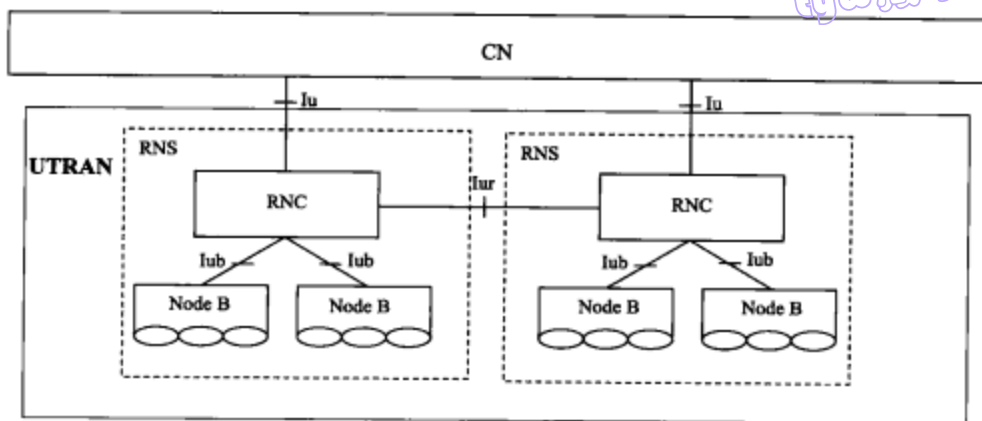 CN
Iu Iu
RNS RNS
UTRAN
Iur
RNC RNC
Iub Iub Iub Iub
Node B Node B Node B Node B